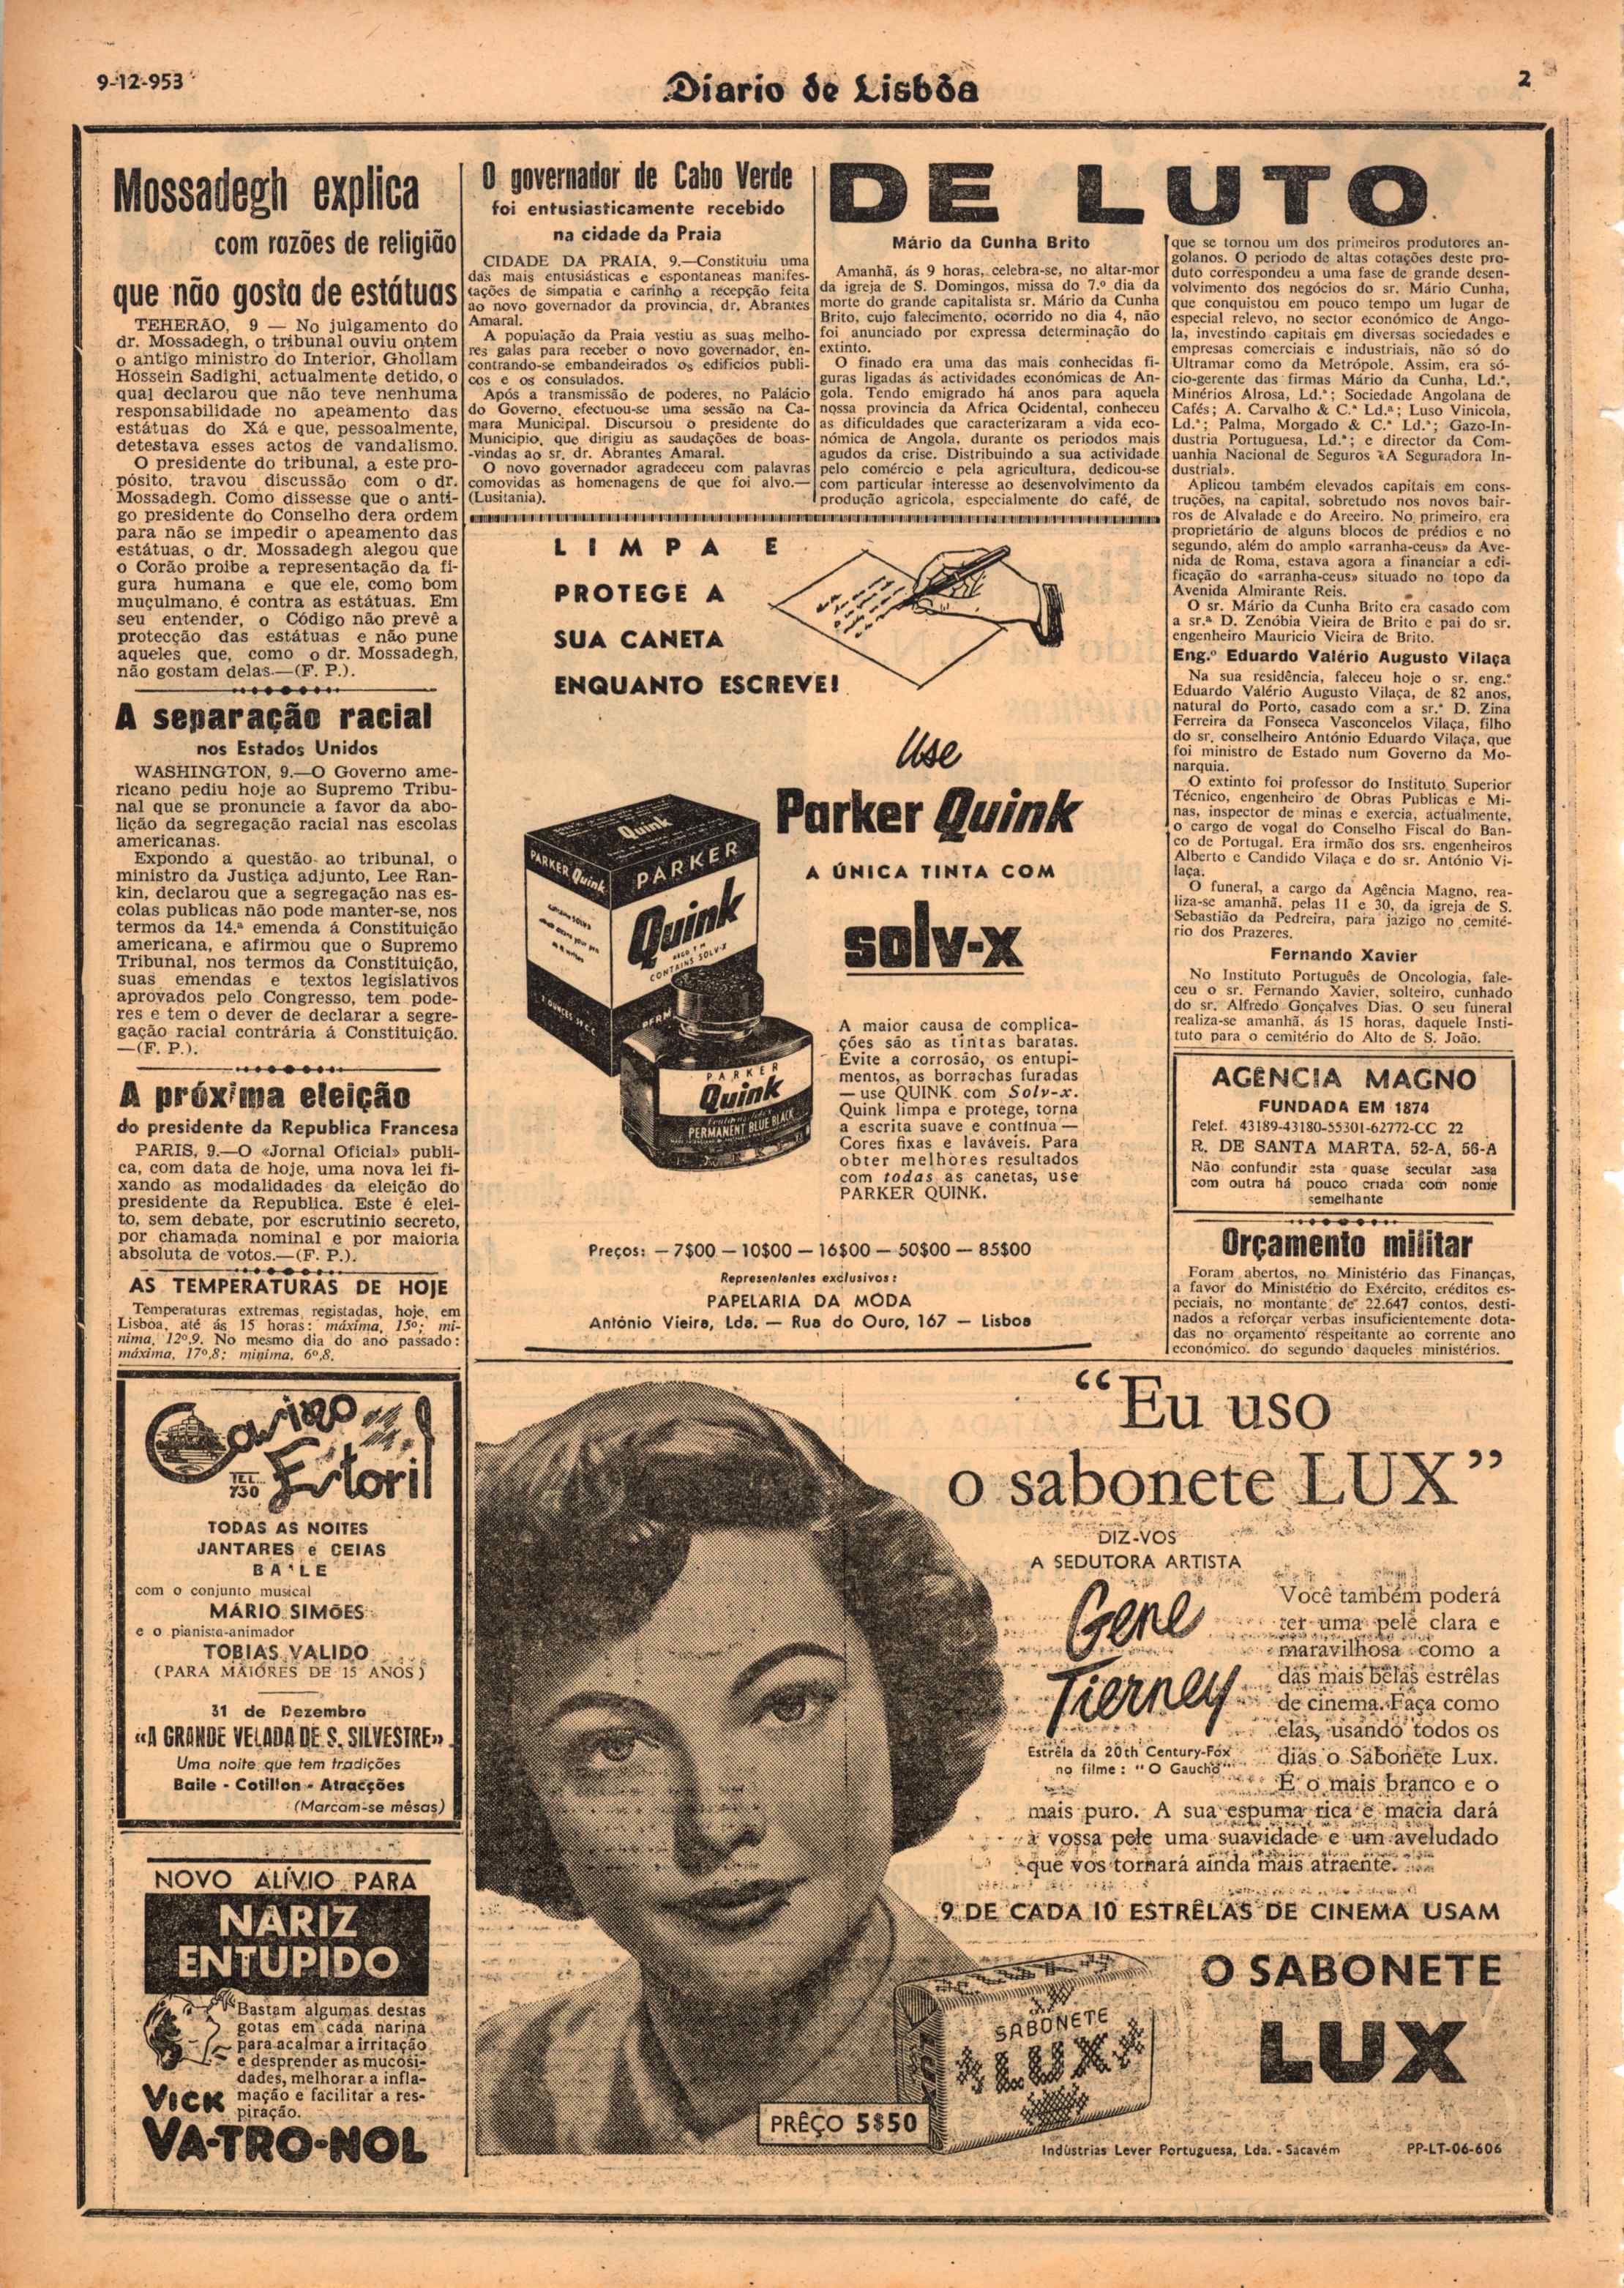 9-12-953
Diario de Lisbôa
2
Mossadegh explica
com razões de religião
que não gosta de estátuas
TEHERÃO, 9 — No julgamento do
dr. Mossadegh, o tribunal ouviu ontem
o antigo ministro do Interior, Ghollam
Hossein Sadighi, actualmente detido, o
qual declarou que não teve nenhuma
responsabilidade no apeamento das
estátuas do Xá e que, pessoalmente,
detestava esses actos de vandalismo.
O presidente do tribunal, a este pro-
pósito, travou discussão com o dr.
Mossadegh. Como dissesse que o anti-
go presidente do Conselho dera ordem
para não se impedir o apeamento das
estátuas, o dr. Mossadegh alegou que
o Corão proibe a representação da fi-
gura humana e que ele, como bom
muçulmano, é contra as estátuas. Em
seu entender, o Código não prevê a
protecção das estátuas e não pune
aqueles que, como o dr. Mossadegh,
não gostam delas.—(F. P.).
A separação racial
nos Estados Unidos
WASHINGTON, 9.—O Governo ame-
ricano pediu hoje ao Supremo Tribu-
nal que se pronuncie a favor da abo-
lição da segregação racial nas escolas
americanas.
Expondo a questão ao tribunal, o
ministro da Justiça adjunto, Lee Ran-
kin, declarou que a segregação nas es-
colas publicas não pode manter-se, nos
termos da 14.ª emenda á Constituição
americana, e afirmou que o Supremo
Tribunal, nos termos da Constituição,
suas emendas e textos legislativos
aprovados pelo Congresso, tem pode-
res e tem o dever de declarar a segre-
gação racial contrária á Constituição.
—(F. P.).
A próxima eleição
do presidente da Republica Francesa
PARIS, 9.—O «Jornal Oficial» publi-
ca, com data de hoje, uma nova lei fi-
xando as modalidades da eleição do
presidente da Republica. Este é elei-
to, sem debate, por escrutinio secreto,
por chamada nominal e por maioria
absoluta de votos.—(F. P.).
AS TEMPERATURAS DE HOJE
Temperaturas extremas registadas, hoje, em
Lisboa, até ás 15 horas: máxima, 15º; mi-
nima, 12º,9. No mesmo dia do ano passado:
máxima, 17º,8; minima, 6º,8.
Casino
Estoril
TEL. 730
TODAS AS NOITES
JANTARES e CEIAS
BAILE
com o conjunto musical
MÁRIO SIMÕES
e o pianista-animador
TOBIAS VALIDO
(PARA MAIORES DE 15 ANOS)
31 de Dezembro
«A GRANDE VELADA DE S. SILVESTRE»
Uma noite que tem tradições
Baile - Cotillon - Atracções
(Marcam-se mêsas)
NOVO ALÍVIO PARA
NARIZ
ENTUPIDO
Bastam algumas destas
gotas em cada narina
para acalmar a irritação
e desprender as mucosi-
dades, melhorar a infla-
mação e facilitar a res-
piração.
VICK
VA-TRO-NOL
O governador de Cabo Verde
foi entusiasticamente recebido
na cidade da Praia
CIDADE DA PRAIA, 9.—Constituiu uma
das mais entusiásticas e espontaneas manifes-
tações de simpatia e carinho a recepção feita
ao novo governador da provincia, dr. Abrantes
Amaral.
A população da Praia vestiu as suas melho-
res galas para receber o novo governador, en-
contrando-se embandeirados os edificios publi-
cos e os consulados.
Após a transmissão de poderes, no Palácio
do Governo, efectuou-se uma sessão na Ca-
mara Municipal. Discursou o presidente do
Municipio, que dirigiu as saudações de boas-
-vindas ao sr. dr. Abrantes Amaral.
O novo governador agradeceu com palavras
comovidas as homenagens de que foi alvo.—
(Lusitania).
DE LUTO
Mário da Cunha Brito
Amanhã, ás 9 horas, celebra-se, no altar-mor
da igreja de S. Domingos, missa do 7.º dia da
morte do grande capitalista sr. Mário da Cunha
Brito, cujo falecimento, ocorrido no dia 4, não
foi anunciado por expressa determinação do
extinto.
O finado era uma das mais conhecidas fi-
guras ligadas ás actividades económicas de An-
gola. Tendo emigrado há anos para aquela
nossa provincia da Africa Ocidental, conheceu
as dificuldades que caracterizaram a vida eco-
nómica de Angola, durante os periodos mais
agudos da crise. Distribuindo a sua actividade
pelo comércio e pela agricultura, dedicou-se
com particular interesse ao desenvolvimento da
produção agricola, especialmente do café, de
que se tornou um dos primeiros produtores an-
golanos. O periodo de altas cotações deste pro-
duto correspondeu a uma fase de grande desen-
volvimento dos negócios do sr. Mário Cunha,
que conquistou em pouco tempo um lugar de
especial relevo, no sector económico de Ango-
la, investindo capitais em diversas sociedades e
empresas comerciais e industriais, não só do
Ultramar como da Metrópole. Assim, era só-
cio-gerente das firmas Mário da Cunha, Ld.ª,
Minérios Alrosa, Ld.ª; Sociedade Angolana de
Cafés; A. Carvalho & C.ª Ld.ª; Luso Vinicola,
Ld.ª; Palma, Morgado & C.ª Ld.ª; Gazo-In-
dustria Portuguesa, Ld.ª; e director da Com-
uanhia Nacional de Seguros «A Seguradora In-
dustrial».
Aplicou também elevados capitais em cons-
truções, na capital, sobretudo nos novos bair-
ros de Alvalade e do Areeiro. No primeiro, era
proprietário de alguns blocos de prédios e no
segundo, além do amplo «arranha-ceus» da Ave-
nida de Roma, estava agora a financiar a edi-
ficação do «arranha-ceus» situado no topo da
Avenida Almirante Reis.
O sr. Mário da Cunha Brito era casado com
a sr.ª D. Zenóbia Vieira de Brito e pai do sr.
engenheiro Mauricio Vieira de Brito.
Eng.º Eduardo Valério Augusto Vilaça
Na sua residência, faleceu hoje o sr. eng.º
Eduardo Valério Augusto Vilaça, de 82 anos,
natural do Porto, casado com a sr.ª D. Zina
Ferreira da Fonseca Vasconcelos Vilaça, filho
do sr. conselheiro António Eduardo Vilaça, que
foi ministro de Estado num Governo da Mo-
narquia.
O extinto foi professor do Instituto Superior
Técnico, engenheiro de Obras Publicas e Mi-
nas, inspector de minas e exercia, actualmente,
o cargo de vogal do Conselho Fiscal do Ban-
co de Portugal. Era irmão dos srs. engenheiros
Alberto e Candido Vilaça e do sr. António Vi-
laça.
O funeral, a cargo da Agência Magno, rea-
liza-se amanhã, pelas 11 e 30, da igreja de S.
Sebastião da Pedreira, para jazigo no cemité-
rio dos Prazeres.
Fernando Xavier
No Instituto Português de Oncologia, fale-
ceu o sr. Fernando Xavier, solteiro, cunhado
do sr. Alfredo Gonçalves Dias. O seu funeral
realiza-se amanhã, ás 15 horas, daquele Insti-
tuto para o cemitério do Alto de S. João.
AGENCIA MAGNO
FUNDADA EM 1874
Telef. 43189-43180-55301-62772-CC 22
R. DE SANTA MARTA, 52-A, 56-A
Não confundir esta quase secular casa
com outra há pouco criada com nome
semelhante
Orçamento militar
Foram abertos, no Ministério das Finanças,
a favor do Ministério do Exército, créditos es-
peciais, no montante de 22.647 contos, desti-
nados a reforçar verbas insuficientemente dota-
das no orçamento respeitante ao corrente ano
económico. do segundo daqueles ministérios.
LIMPA E
PROTEGE A
SUA CANETA
ENQUANTO ESCREVE!
Use
Parker Quink
A ÚNICA TINTA COM
solv-x
Quink
PARKER Quink
PARKER
Quink
CONTAINS SOLV-X
PERM
PARKER
Quink
PERMANENT BLUE BLACK
A maior causa de complica-
ções são as tintas baratas.
Evite a corrosão, os entupi-
mentos, as borrachas furadas
— use QUINK com Solv-x.
Quink limpa e protege, torna
a escrita suave e contínua —
Cores fixas e laváveis. Para
obter melhores resultados
com todas as canetas, use
PARKER QUINK.
Preços: — 7$00 — 10$00 — 16$00 — 50$00 — 85$00
Representantes exclusivos:
PAPELARIA DA MODA
António Vieira, Lda. — Rua do Ouro, 167 — Lisboa
“Eu uso
o sabonete LUX”
DIZ-VOS
A SEDUTORA ARTISTA
Gene
Tierney
Estrêla da 20th Century-Fox
no filme: "O Gaucho"
Você também poderá
ter uma pele clara e
maravilhosa como a
das mais belas estrêlas
de cinema. Faça como
elas, usando todos os
dias o Sabonete Lux.
É o mais branco e o
mais puro. A sua espuma rica e macia dará
à vossa pele uma suavidade e um aveludado
que vos tornará ainda mais atraente.
9 DE CADA 10 ESTRÊLAS DE CINEMA USAM
O SABONETE
LUX
SABONETE
LUX
PRÊÇO 5$50
Indústrias Lever Portuguesa, Lda. - Sacavém
PP-LT-06-606